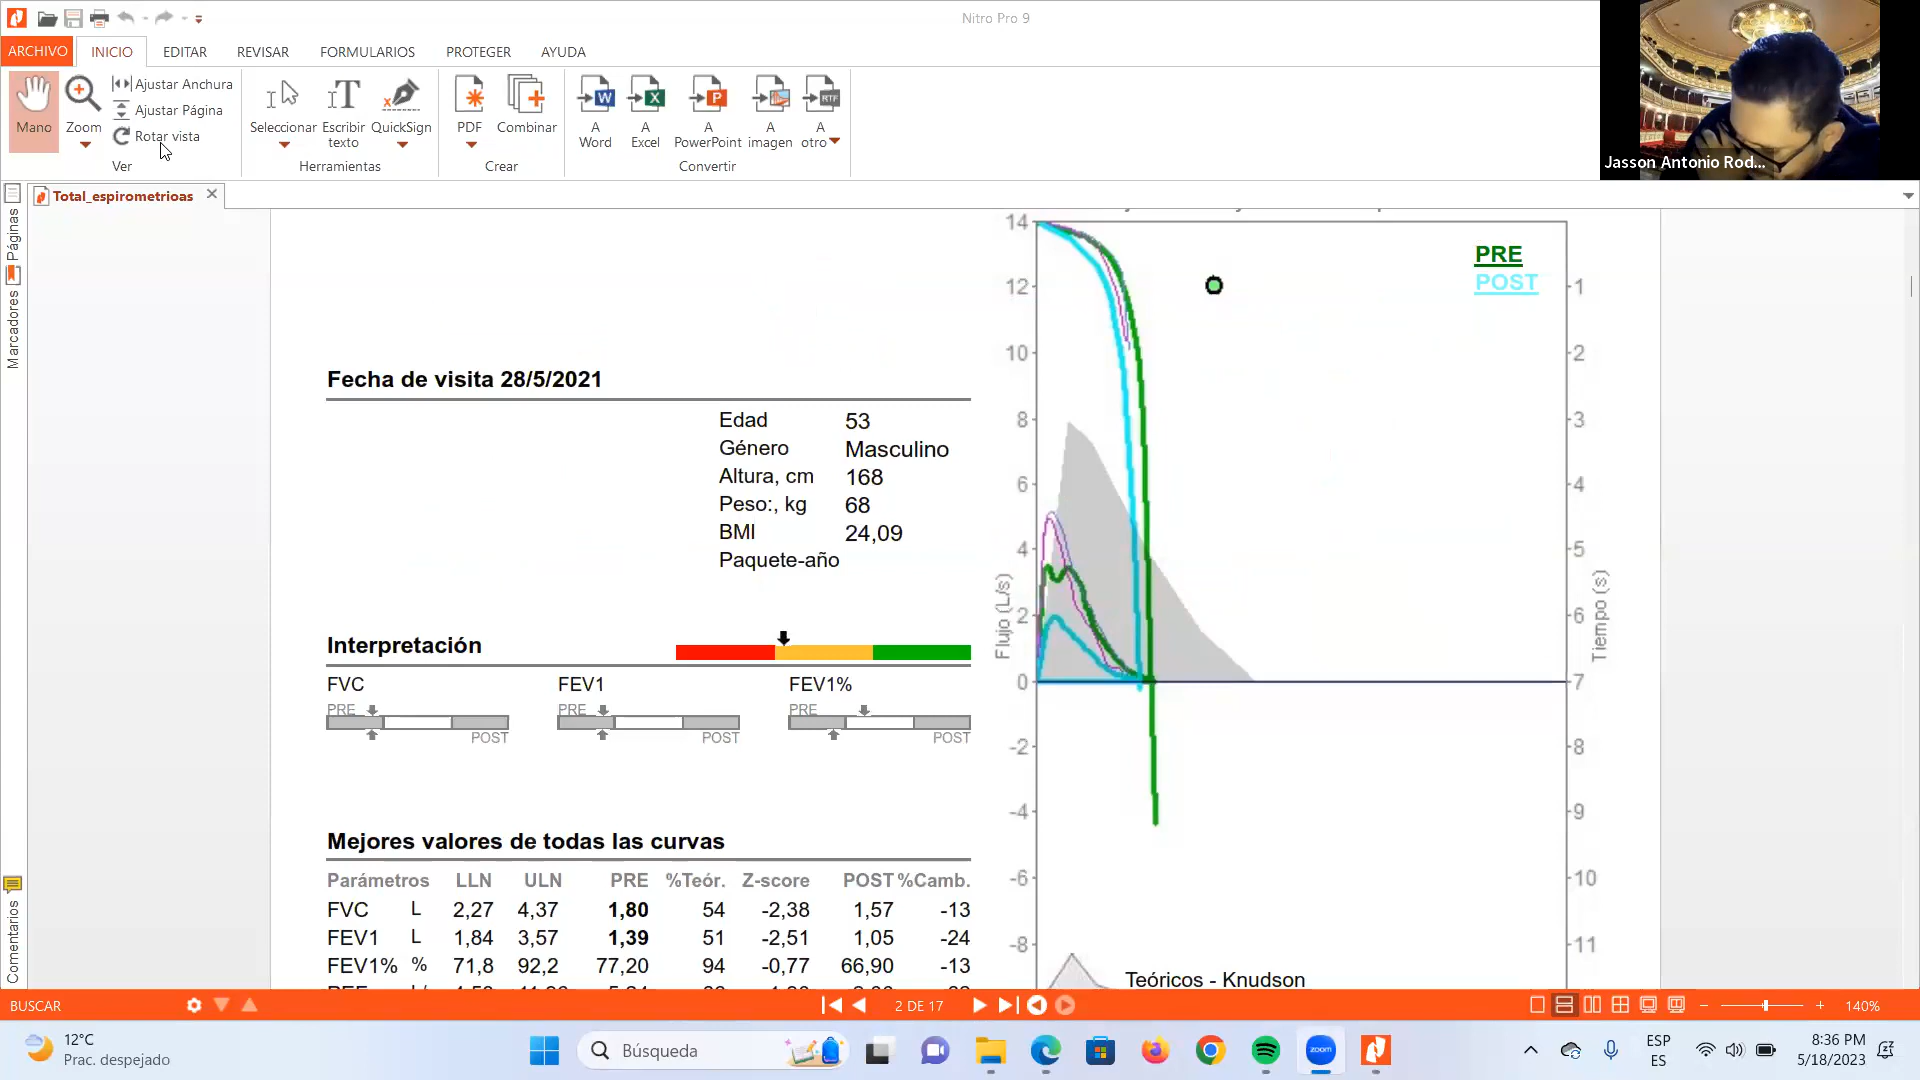 Nitro Pro 9
ARCHIVO INICIO EDITAR REVISAR FORMULARIOS PROTEGER AYUDA
Mano
Zoom
Ajustar Anchura
Ajustar Página
Rotar vista
Ver
Seleccionar
Escribir texto
QuickSign
Herramientas
PDF
Combinar
Crear
A Word
A Excel
A PowerPoint
A imagen
A otro
Convertir
Jasson Antonio Rod...
Total_espirometrioas
Páginas
Marcadores
Comentarios
Fecha de visita 28/5/2021
Edad 53
Género Masculino
Altura, cm 168
Peso:, kg 68
BMI 24,09
Paquete-año
Interpretación
FVC FEV1 FEV1%
PRE PRE PRE
POST POST POST
Mejores valores de todas las curvas
Parámetros LLN ULN PRE %Teór. Z-score POST %Camb.
FVC L 2,27 4,37 1,80 54 -2,38 1,57 -13
FEV1 L 1,84 3,57 1,39 51 -2,51 1,05 -24
FEV1% % 71,8 92,2 77,20 94 -0,77 66,90 -13
PRE
POST
14
12
10
8
6
4
2
0
-2
-4
-6
-8
Flujo (L/s)
1
2
3
4
5
6
7
8
9
10
11
Tiempo (s)
Teóricos - Knudson
BUSCAR
2 DE 17
140%
12°C
Prac. despejado
Búsqueda
zoom
ESP
ES
8:36 PM
5/18/2023